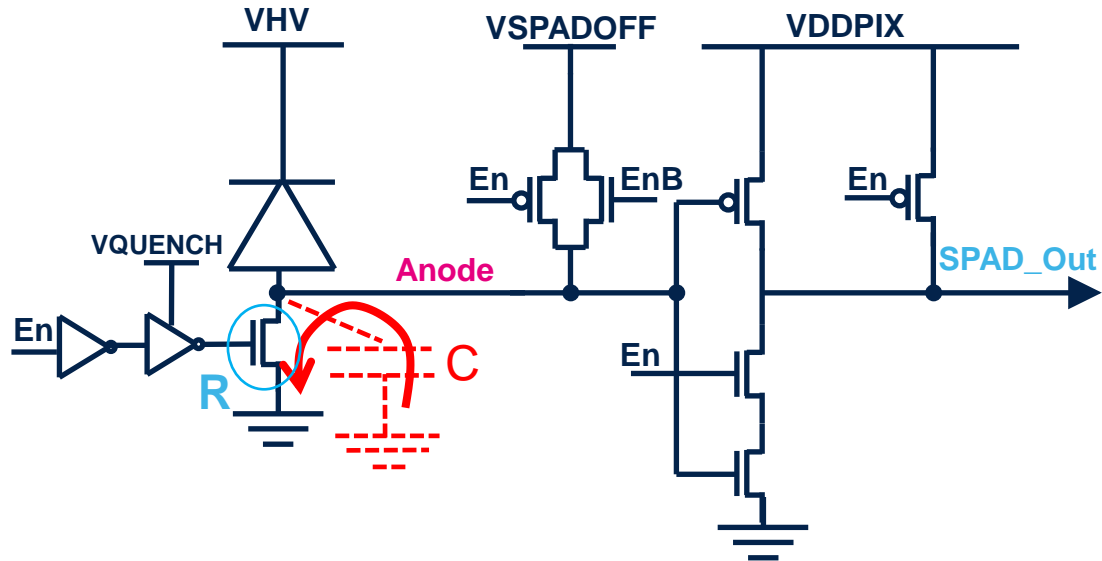 VHV
VSPADOFF
VDDPIX
En
EnB
En
VQUENCH
Anode
SPAD_Out
En
En
C
R